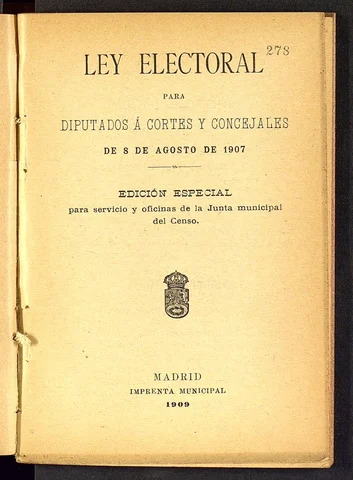 278
LEY ELECTORAL
PARA
DIPUTADOS Á CORTES Y CONCEJALES
DE 8 DE AGOSTO DE 1907
EDICIÓN ESPECIAL
para servicio y oficinas de la Junta municipal
del Censo.
MADRID
IMPRENTA MUNICIPAL
1909